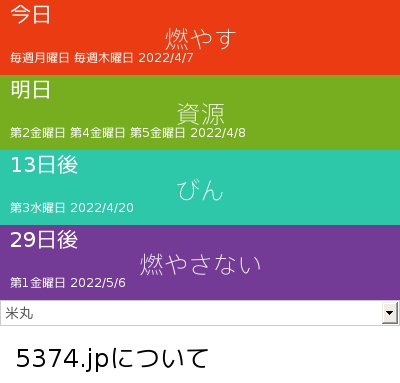 今日
燃やす
毎週月曜日 毎週木曜日 2022/4/7
明日
資源
第2金曜日 第4金曜日 第5金曜日 2022/4/8
13日後
びん
第3水曜日 2022/4/20
29日後
燃やさない
第1金曜日 2022/5/6
米丸
5374.jpについて